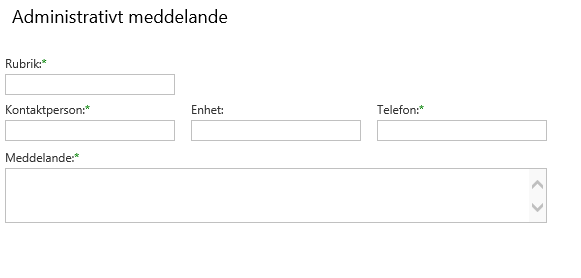 Administrativt meddelande
Rubrik:*
Kontaktperson:* Enhet: Telefon:*
Meddelande:*